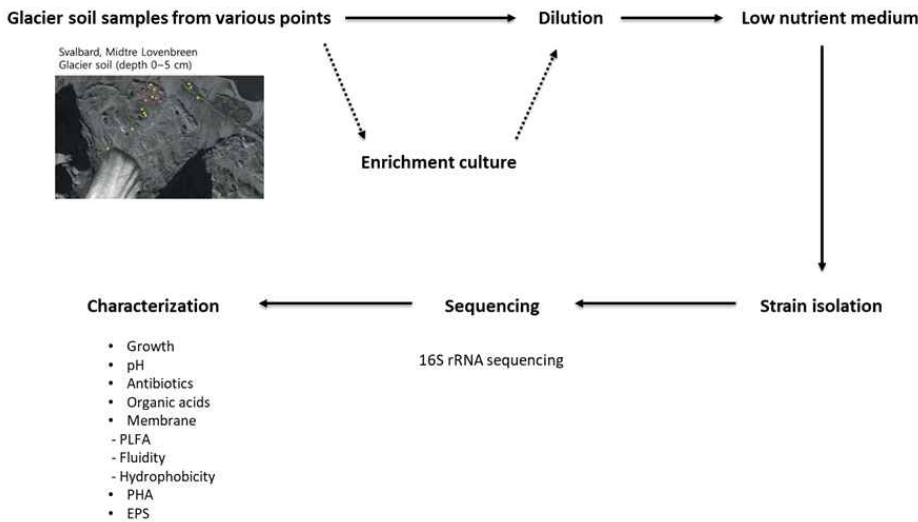 Glacier soil samples from various points
Dilution
Low nutrient medium
Svalbard, Midtre Lovenbreen
Glacier soil (depth 0~5 cm)
Enrichment culture
Characterization
Sequencing
Strain isolation
16S rRNA sequencing
• Growth
• pH
• Antibiotics
• Organic acids
• Membrane
- PLFA
- Fluidity
- Hydrophobicity
• PHA
• EPS